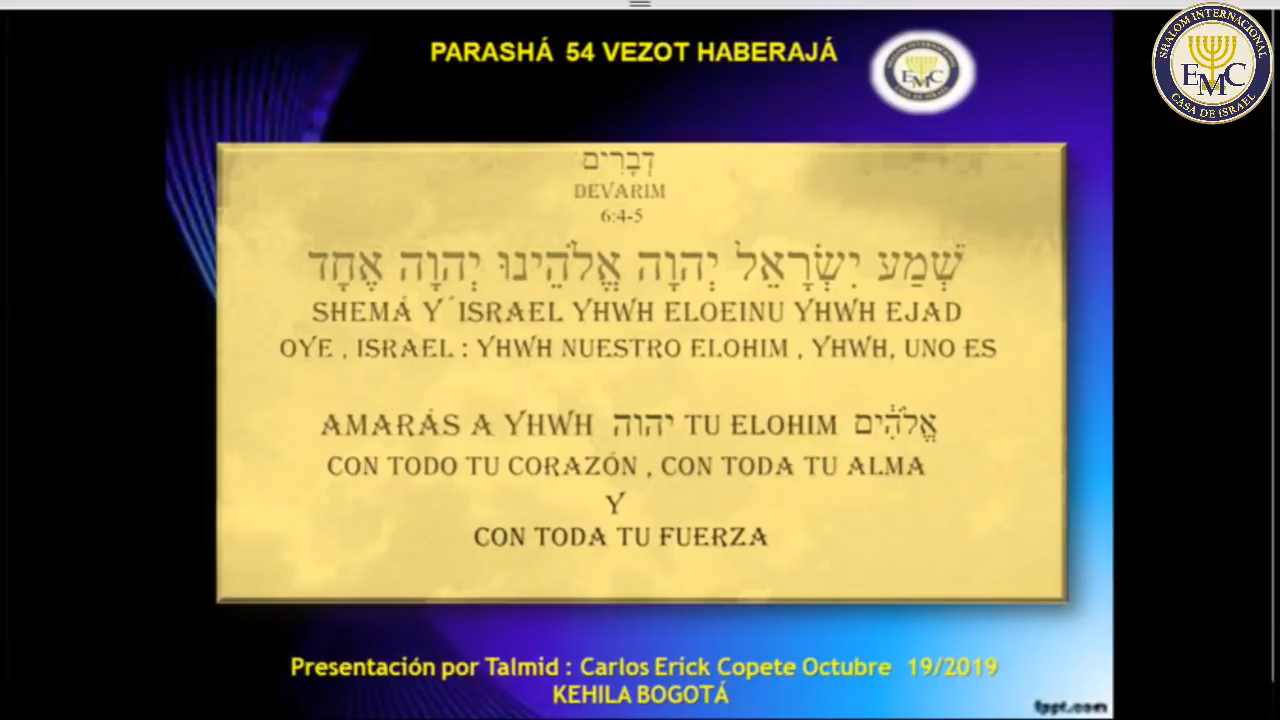 PARASHÁ 54 VEZOT HABERAJÁ
EMC
SHALOM INTERNACIONAL
EMC
CASA DE ISRAEL
דְּבָרִים
DEVARIM
6:4-5
שְׁמַע יִשְׂרָאֵל יְהוָה אֱלֹהֵינוּ יְהוָה אֶחָד
SHEMÁ Y´ISRAEL YHWH ELOEINU YHWH EJAD
OYE , ISRAEL : YHWH NUESTRO ELOHIM , YHWH, UNO ES
AMARÁS A YHWH יהוה TU ELOHIM אֱלֹהִים
CON TODO TU CORAZÓN , CON TODA TU ALMA
Y
CON TODA TU FUERZA
Presentación por Talmid : Carlos Erick Copete Octubre 19/2019
KEHILA BOGOTÁ
fppt.com